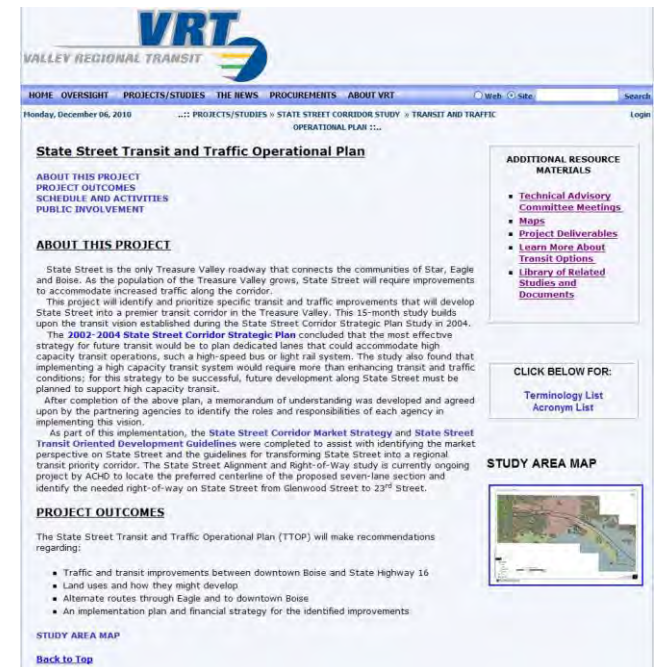 VRT
VALLEY REGIONAL TRANSIT
HOME OVERSIGHT PROJECTS/STUDIES THE NEWS PROCUREMENTS ABOUT VRT Web Site Search
Monday, December 06, 2010 ..:: PROJECTS/STUDIES » STATE STREET CORRIDOR STUDY » TRANSIT AND TRAFFIC Login
OPERATIONAL PLAN ::..
State Street Transit and Traffic Operational Plan
ABOUT THIS PROJECT
PROJECT OUTCOMES
SCHEDULE AND ACTIVITIES
PUBLIC INVOLVEMENT
ABOUT THIS PROJECT
State Street is the only Treasure Valley roadway that connects the communities of Star, Eagle
and Boise. As the population of the Treasure Valley grows, State Street will require improvements
to accommodate increased traffic along the corridor.
This project will identify and prioritize specific transit and traffic improvements that will develop
State Street into a premier transit corridor in the Treasure Valley. This 15-month study builds
upon the transit vision established during the State Street Corridor Strategic Plan Study in 2004.
The 2002-2004 State Street Corridor Strategic Plan concluded that the most effective
strategy for future transit would be to plan dedicated lanes that could accommodate high
capacity transit operations, such a high-speed bus or light rail system. The study also found that
implementing a high capacity transit system would require more than enhancing transit and traffic
conditions; for this strategy to be successful, future development along State Street must be
planned to support high capacity transit.
After completion of the above plan, a memorandum of understanding was developed and agreed
upon by the partnering agencies to identify the roles and responsibilities of each agency in
implementing this vision.
As part of this implementation, the State Street Corridor Market Strategy and State Street
Transit Oriented Development Guidelines were completed to assist with identifying the market
perspective on State Street and the guidelines for transforming State Street into a regional
transit priority corridor. The State Street Alignment and Right-of-Way study is currently ongoing
project by ACHD to locate the preferred centerline of the proposed seven-lane section and
identify the needed right-of-way on State Street from Glenwood Street to 23rd Street.
PROJECT OUTCOMES
The State Street Transit and Traffic Operational Plan (TTOP) will make recommendations
regarding:
Traffic and transit improvements between downtown Boise and State Highway 16
Land uses and how they might develop
Alternate routes through Eagle and to downtown Boise
An implementation plan and financial strategy for the identified improvements
STUDY AREA MAP
Back to Top
ADDITIONAL RESOURCE
MATERIALS
Technical Advisory
Committee Meetings
Maps
Project Deliverables
Learn More About
Transit Options
Library of Related
Studies and
Documents
CLICK BELOW FOR:
Terminology List
Acronym List
STUDY AREA MAP